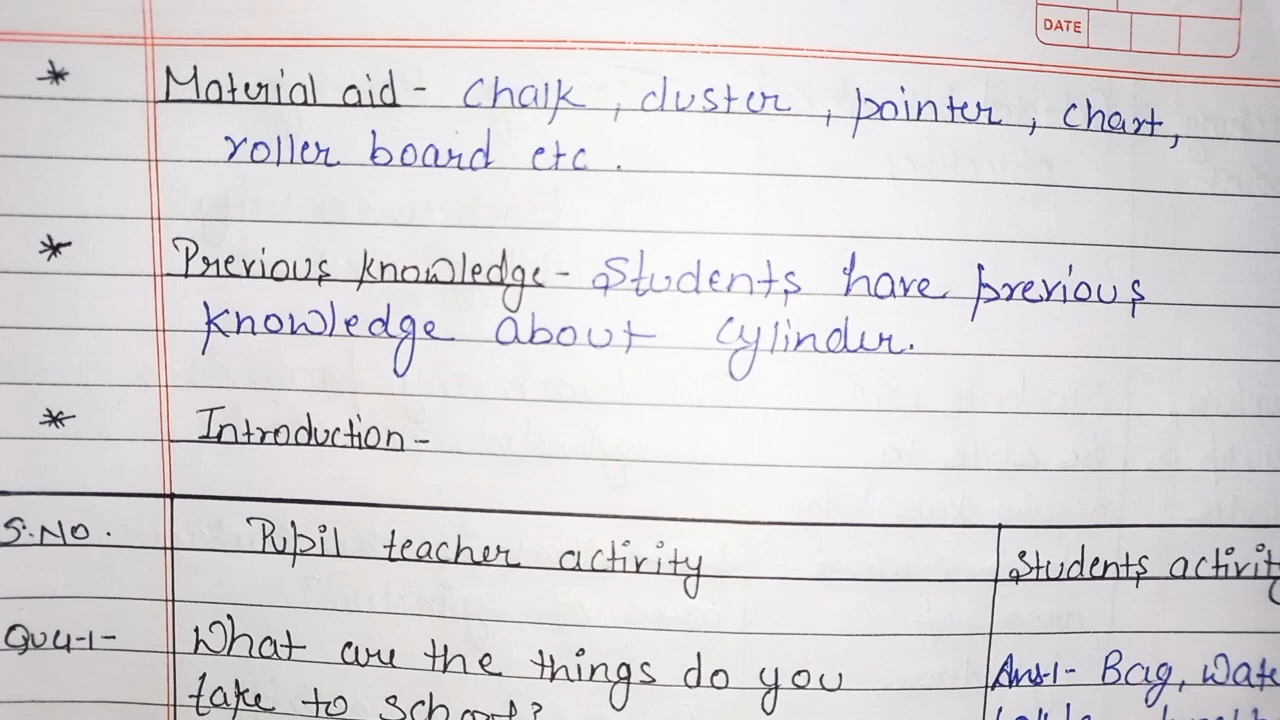 DATE
* Material aid - Chalk, duster, pointer, chart,
roller board etc.
* Previous knowledge - Students have previous
knowledge about cylinder.
* Introduction -
S.No. Pupil teacher activity Students activity
Qu4-1- What are the things do you Ans-1- Bag, Wate
take to school?